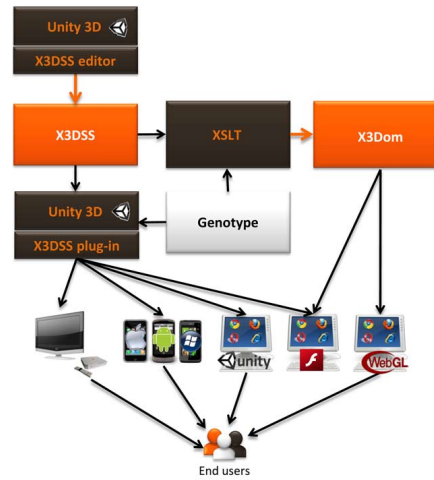 Unity 3D
X3DSS editor
X3DSS
XSLT
X3Dom
Unity 3D
X3DSS plug-in
Genotype
unity
WebGL
End users